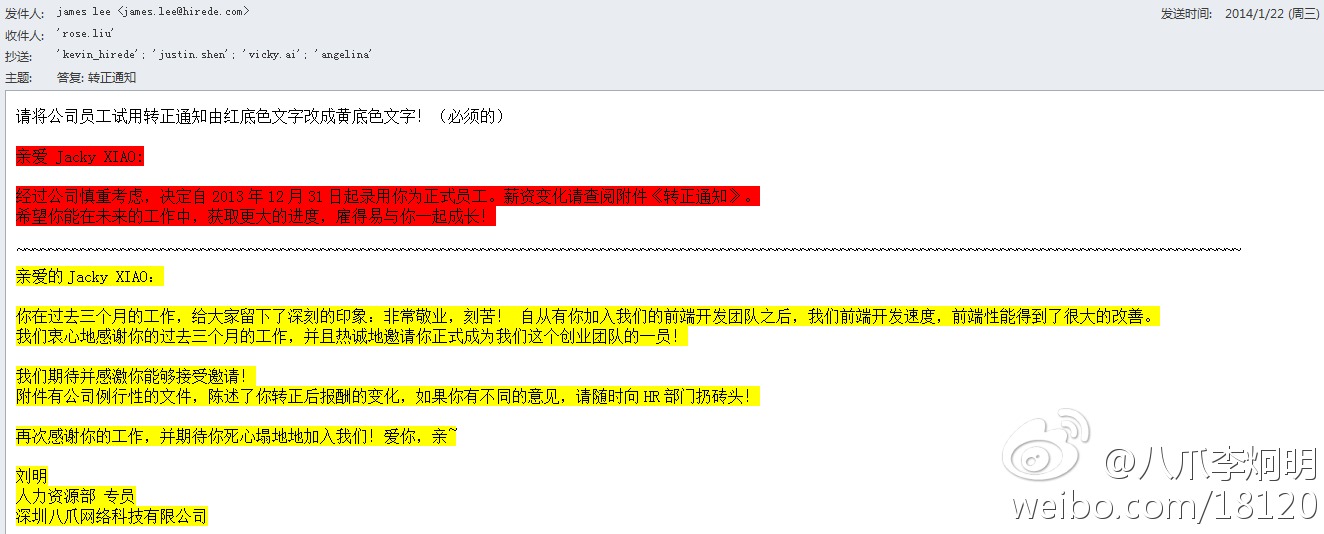 发件人: james lee <james.lee@hirede.com> 发送时间: 2014/1/22 (周三)
收件人: 'rose.liu'
抄送: 'kevin_hirede'; 'justin.shen'; 'vicky.ai'; 'angelina'
主题: 答复: 转正通知
请将公司员工试用转正通知由红底色文字改成黄底色文字！（必须的）
亲爱 Jacky XIAO:
经过公司慎重考虑，决定自 2013 年 12 月 31 日起录用你为正式员工。薪资变化请查阅附件《转正通知》。
希望你能在未来的工作中，获取更大的进度，雇得易与你一起成长！
~~~~~~~~~~~~~~~~~~~~~~~~~~~~~~~~~~~~~~~~~~~~~~~~~~~~~~~~~~~~~~~~~~~~~~~~~~~~~~~~~~~~~~~~~~~~~~~~~~~~~~~~~~~~~~~~~~~~~~~~~~~~~~~~~~~~~~~~~~~~~~~~~~~~~
亲爱的 Jacky XIAO：
你在过去三个月的工作，给大家留下了深刻的印象：非常敬业，刻苦！ 自从有你加入我们的前端开发团队之后，我们前端开发速度，前端性能得到了很大的改善。
我们衷心地感谢你的过去三个月的工作，并且热诚地邀请你正式成为我们这个创业团队的一员！
我们期待并感激你能够接受邀请！
附件有公司例行性的文件，陈述了你转正后报酬的变化，如果你有不同的意见，请随时向 HR 部门扔砖头！
再次感谢你的工作，并期待你死心塌地地加入我们！爱你，亲~
刘明
人力资源部 专员
深圳八爪网络科技有限公司
@八爪李炯明
weibo.com/18120